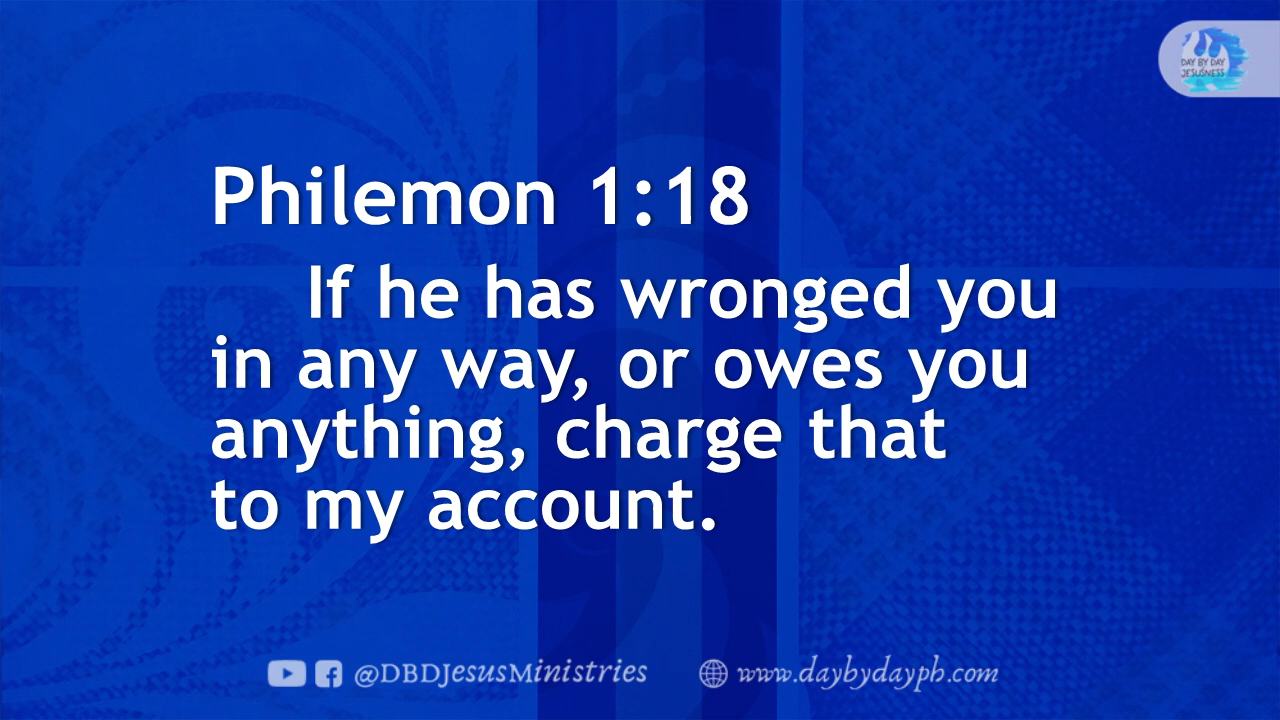 DAY BY DAY
JESUSNESS
Philemon 1:18
If he has wronged you
in any way, or owes you
anything, charge that
to my account.
@DBDJesusMinistries www.daybydayph.com